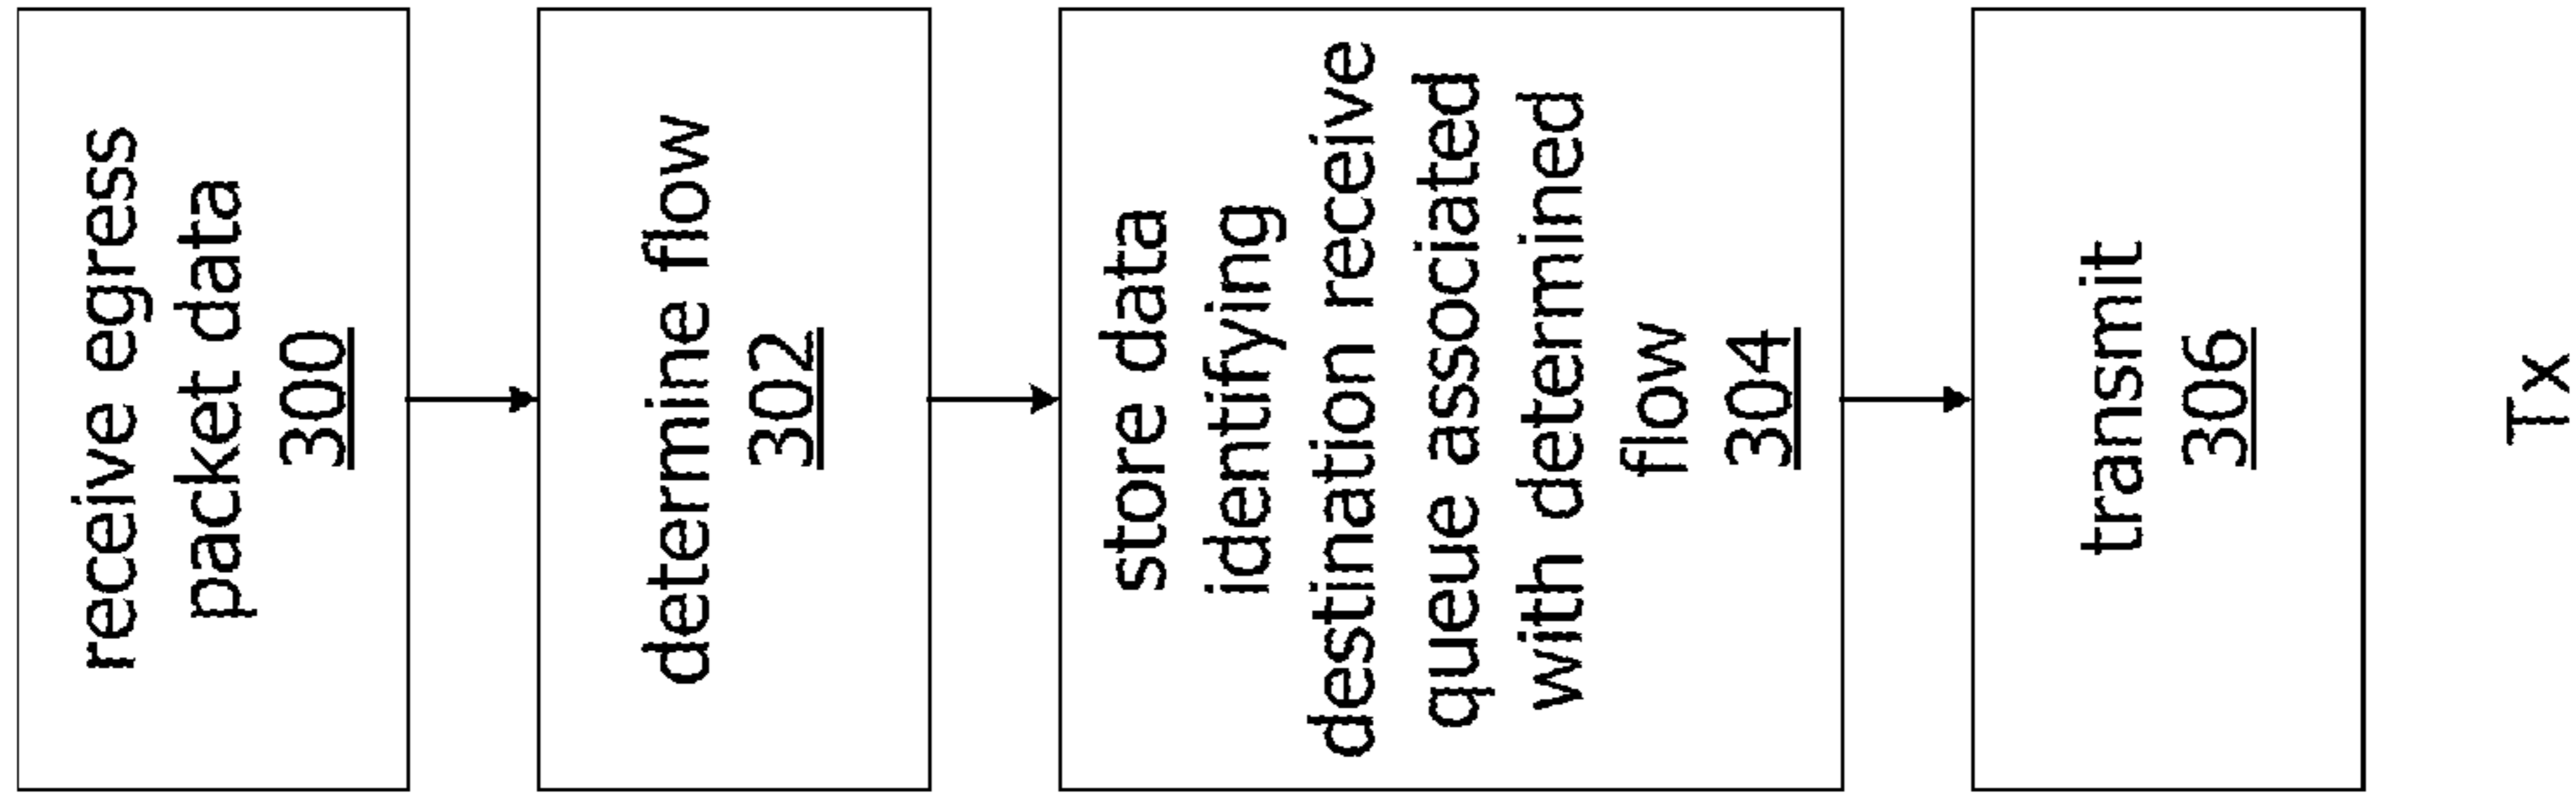 receive egress
packet data
300
determine flow
302
store data
identifying
destination receive
queue associated
with determined
flow
304
transmit
306
Tx